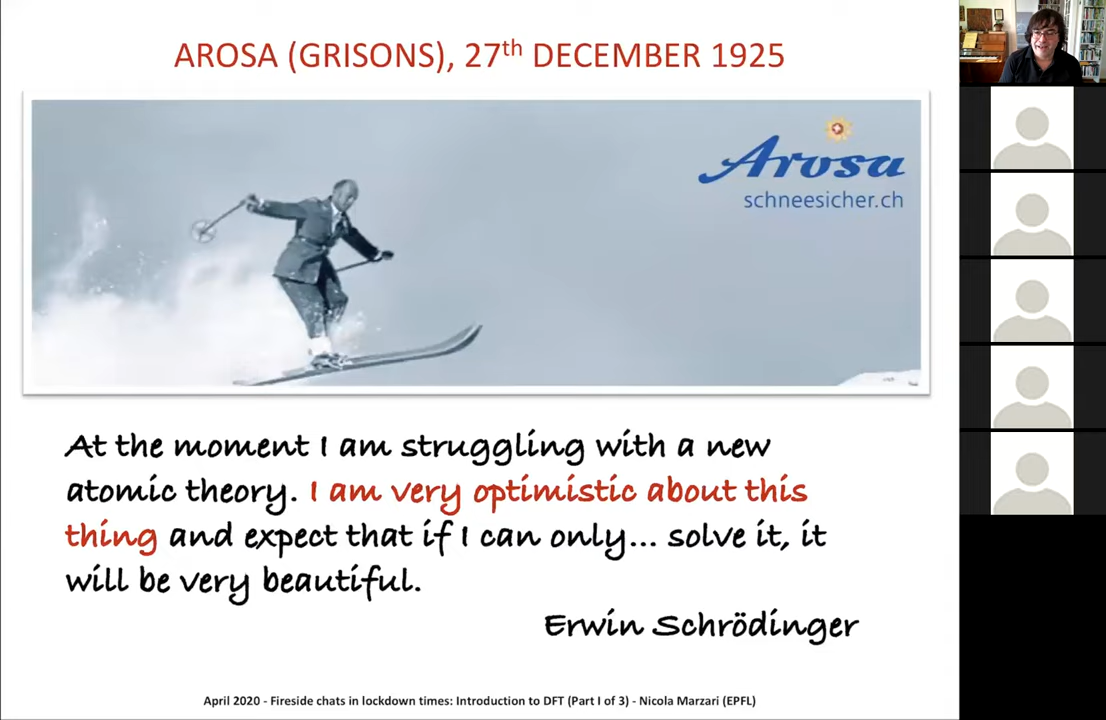 AROSA (GRISONS), 27th DECEMBER 1925
Arosa
schneesicher.ch
At the moment I am struggling with a new
atomic theory. I am very optimistic about this
thing and expect that if I can only... solve it, it
will be very beautiful.
Erwin Schrödinger
April 2020 - Fireside chats in lockdown times: Introduction to DFT (Part I of 3) - Nicola Marzari (EPFL)